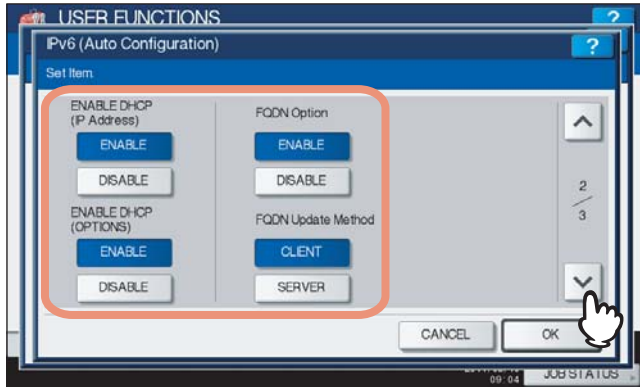 USER FUNCTIONS
?
IPv6 (Auto Configuration)
?
Set Item
ENABLE DHCP
(IP Address)
ENABLE
DISABLE
ENABLE DHCP
(OPTIONS)
ENABLE
DISABLE
FQDN Option
ENABLE
DISABLE
FQDN Update Method
CLIENT
SERVER
2
3
CANCEL
OK
09:04
JOB STATUS